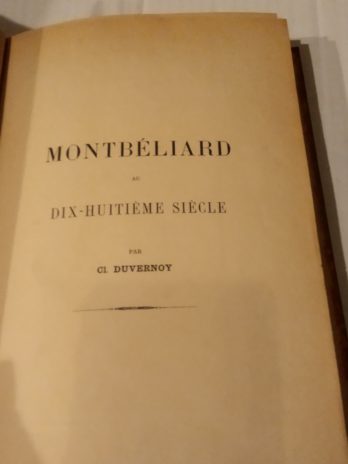 MONTBÉLIARD
AU
DIX-HUITIÈME SIÈCLE
PAR
Cl. DUVERNOY